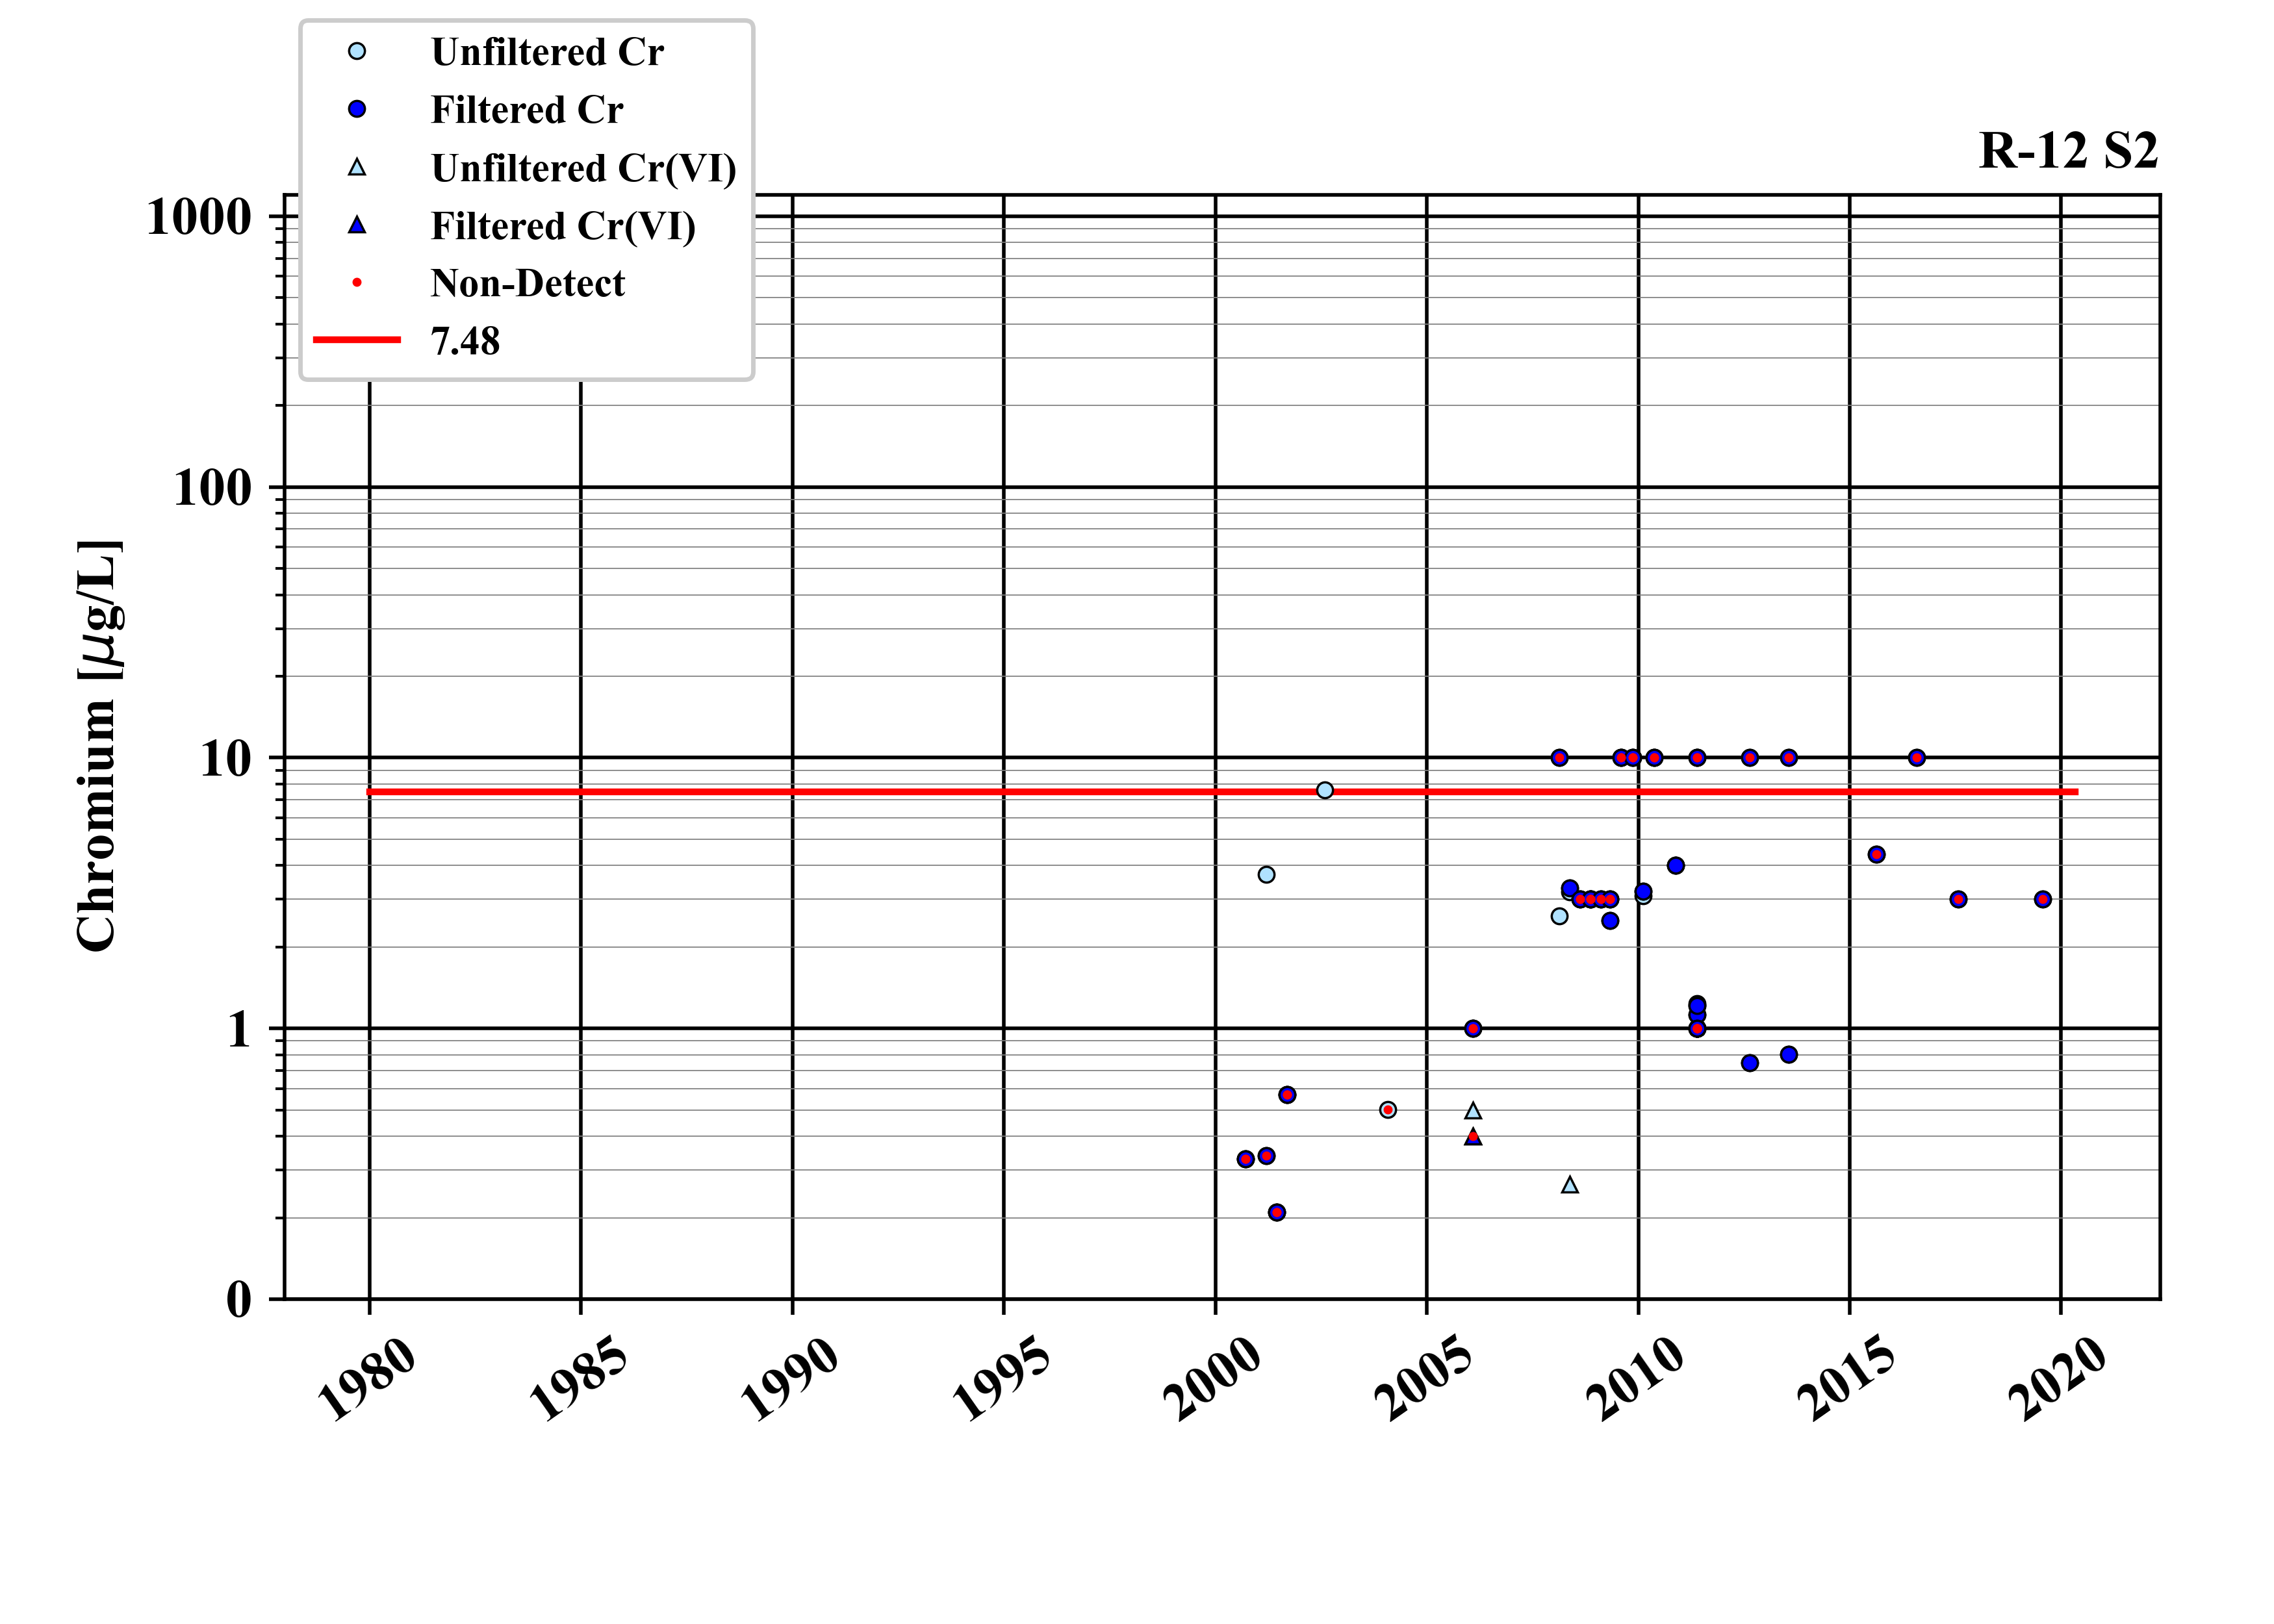 Unfiltered Cr
Filtered Cr
Unfiltered Cr(VI)
Filtered Cr(VI)
Non-Detect
7.48
R-12 S2
1000
100
10
1
0
Chromium [μg/L]
1980
1985
1990
1995
2000
2005
2010
2015
2020